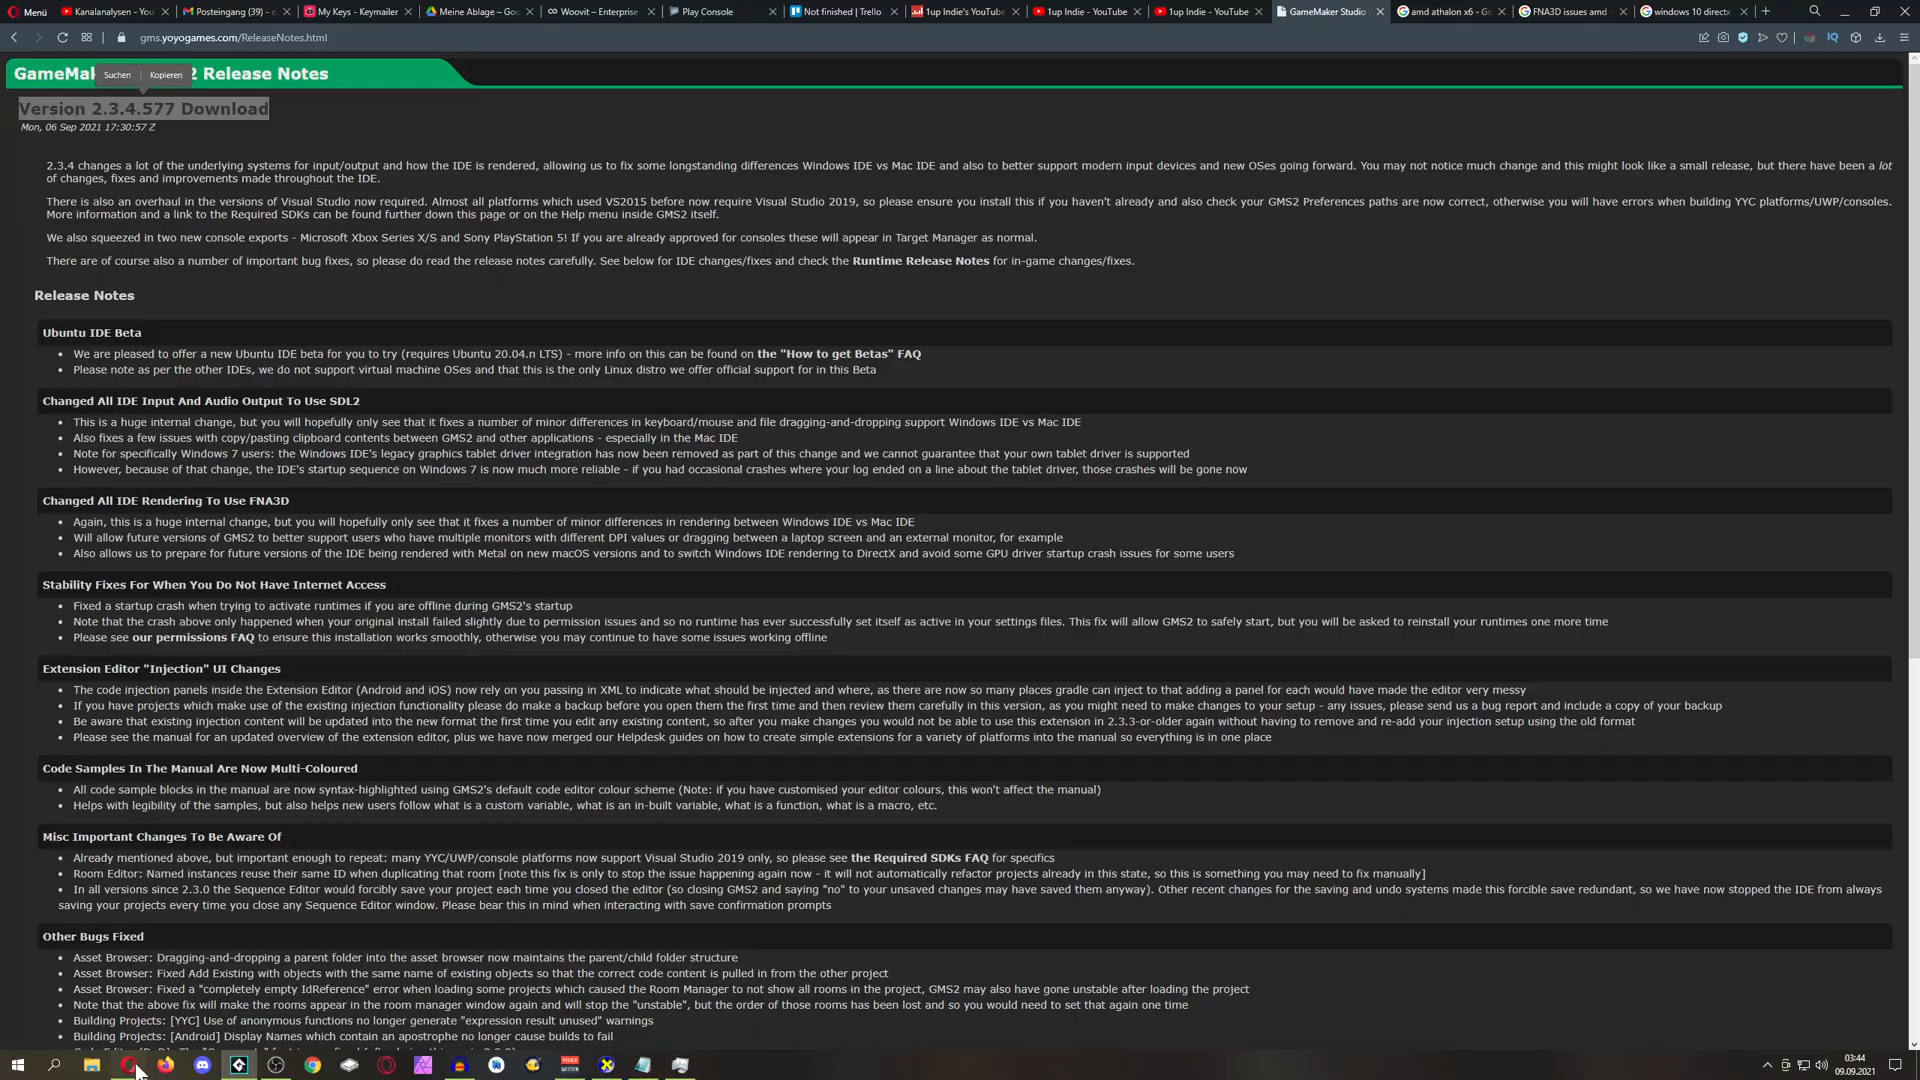 Menü
Kanalanalysen - You
Posteingang (39) -
My Keys - Keymailer
Meine Ablage – Goo
Woovit – Enterprise
Play Console
Not finished | Trello
1up Indie's YouTube
1up Indie - YouTube
1up Indie - YouTube
GameMaker Studio
amd athalon x6 - Go
FNA3D issues amd
windows 10 directx
gms.yoyogames.com/ReleaseNotes.html
IQ
Suchen
Kopieren
GameMak 2 Release Notes
Version 2.3.4.577 Download
Mon, 06 Sep 2021 17:30:57 Z
2.3.4 changes a lot of the underlying systems for input/output and how the IDE is rendered, allowing us to fix some longstanding differences Windows IDE vs Mac IDE and also to better support modern input devices and new OSes going forward. You may not notice much change and this might look like a small release, but there have been a lot
of changes, fixes and improvements made throughout the IDE.
There is also an overhaul in the versions of Visual Studio now required. Almost all platforms which used VS2015 before now require Visual Studio 2019, so please ensure you install this if you haven't already and also check your GMS2 Preferences paths are now correct, otherwise you will have errors when building YYC platforms/UWP/consoles.
More information and a link to the Required SDKs can be found further down this page or on the Help menu inside GMS2 itself.
We also squeezed in two new console exports - Microsoft Xbox Series X/S and Sony PlayStation 5! If you are already approved for consoles these will appear in Target Manager as normal.
There are of course also a number of important bug fixes, so please do read the release notes carefully. See below for IDE changes/fixes and check the Runtime Release Notes for in-game changes/fixes.
Release Notes
Ubuntu IDE Beta
• We are pleased to offer a new Ubuntu IDE beta for you to try (requires Ubuntu 20.04.n LTS) - more info on this can be found on the "How to get Betas" FAQ
• Please note as per the other IDEs, we do not support virtual machine OSes and that this is the only Linux distro we offer official support for in this Beta
Changed All IDE Input And Audio Output To Use SDL2
• This is a huge internal change, but you will hopefully only see that it fixes a number of minor differences in keyboard/mouse and file dragging-and-dropping support Windows IDE vs Mac IDE
• Also fixes a few issues with copy/pasting clipboard contents between GMS2 and other applications - especially in the Mac IDE
• Note for specifically Windows 7 users: the Windows IDE's legacy graphics tablet driver integration has now been removed as part of this change and we cannot guarantee that your own tablet driver is supported
• However, because of that change, the IDE's startup sequence on Windows 7 is now much more reliable - if you had occasional crashes where your log ended on a line about the tablet driver, those crashes will be gone now
Changed All IDE Rendering To Use FNA3D
• Again, this is a huge internal change, but you will hopefully only see that it fixes a number of minor differences in rendering between Windows IDE vs Mac IDE
• Will allow future versions of GMS2 to better support users who have multiple monitors with different DPI values or dragging between a laptop screen and an external monitor, for example
• Also allows us to prepare for future versions of the IDE being rendered with Metal on new macOS versions and to switch Windows IDE rendering to DirectX and avoid some GPU driver startup crash issues for some users
Stability Fixes For When You Do Not Have Internet Access
• Fixed a startup crash when trying to activate runtimes if you are offline during GMS2's startup
• Note that the crash above only happened when your original install failed slightly due to permission issues and so no runtime has ever successfully set itself as active in your settings files. This fix will allow GMS2 to safely start, but you will be asked to reinstall your runtimes one more time
• Please see our permissions FAQ to ensure this installation works smoothly, otherwise you may continue to have some issues working offline
Extension Editor "Injection" UI Changes
• The code injection panels inside the Extension Editor (Android and iOS) now rely on you passing in XML to indicate what should be injected and where, as there are now so many places gradle can inject to that adding a panel for each would have made the editor very messy
• If you have projects which make use of the existing injection functionality please do make a backup before you open them the first time and then review them carefully in this version, as you might need to make changes to your setup - any issues, please send us a bug report and include a copy of your backup
• Be aware that existing injection content will be updated into the new format the first time you edit any existing content, so after you make changes you would not be able to use this extension in 2.3.3-or-older again without having to remove and re-add your injection setup using the old format
• Please see the manual for an updated overview of the extension editor, plus we have now merged our Helpdesk guides on how to create simple extensions for a variety of platforms into the manual so everything is in one place
Code Samples In The Manual Are Now Multi-Coloured
• All code sample blocks in the manual are now syntax-highlighted using GMS2's default code editor colour scheme (Note: if you have customised your editor colours, this won't affect the manual)
• Helps with legibility of the samples, but also helps new users follow what is a custom variable, what is an in-built variable, what is a function, what is a macro, etc.
Misc Important Changes To Be Aware Of
• Already mentioned above, but important enough to repeat: many YYC/UWP/console platforms now support Visual Studio 2019 only, so please see the Required SDKs FAQ for specifics
• Room Editor: Named instances reuse their same ID when duplicating that room [note this fix is only to stop the issue happening again now - it will not automatically refactor projects already in this state, so this is something you may need to fix manually]
• In all versions since 2.3.0 the Sequence Editor would forcibly save your project each time you closed the editor (so closing GMS2 and saying "no" to your unsaved changes may have saved them anyway). Other recent changes for the saving and undo systems made this forcible save redundant, so we have now stopped the IDE from always
saving your projects every time you close any Sequence Editor window. Please bear this in mind when interacting with save confirmation prompts
Other Bugs Fixed
• Asset Browser: Dragging-and-dropping a parent folder into the asset browser now maintains the parent/child folder structure
• Asset Browser: Fixed Add Existing with objects with the same name of existing objects so that the correct code content is pulled in from the other project
• Asset Browser: Fixed a "completely empty IdReference" error when loading some projects which caused the Room Manager to not show all rooms in the project, GMS2 may also have gone unstable after loading the project
• Note that the above fix will make the rooms appear in the room manager window again and will stop the "unstable", but the order of those rooms has been lost and so you would need to set that again one time
• Building Projects: [YYC] Use of anonymous functions no longer generate "expression result unused" warnings
• Building Projects: [Android] Display Names which contain an apostrophe no longer cause builds to fail
03:44
09.09.2021